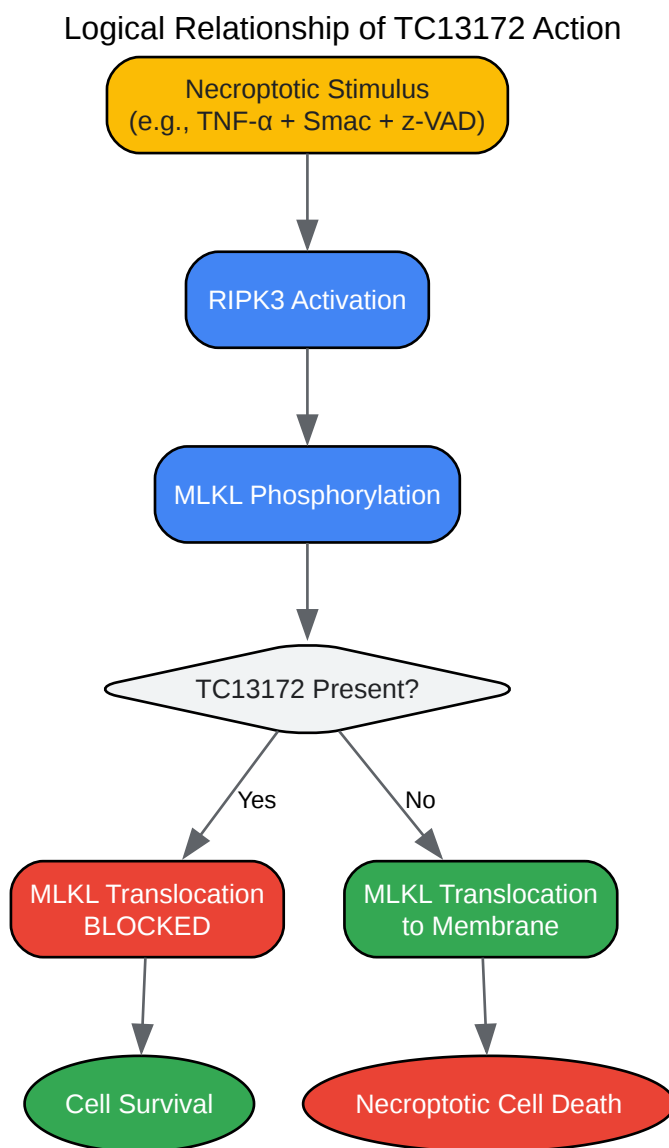 Logical Relationship of TC13172 Action
Necroptotic Stimulus
(e.g., TNF-α + Smac + z-VAD)
RIPK3 Activation
MLKL Phosphorylation
TC13172 Present?
Yes
No
MLKL Translocation
BLOCKED
MLKL Translocation
to Membrane
Cell Survival
Necroptotic Cell Death